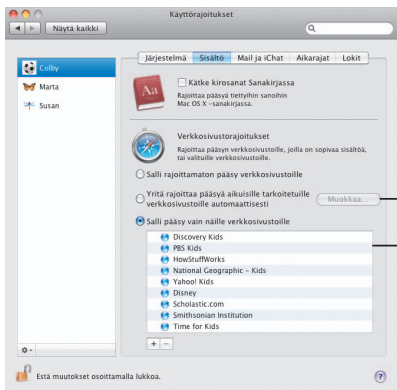 Käyttörajoitukset
Näytä kaikki
Järjestelmä Sisältö Mail ja iChat Aikarajat Lokit
Colby
Marta
Susan
Kätke kirosanat Sanakirjassa
Rajoittaa pääsyä tiettyihin sanoihin
Mac OS X -sanakirjassa.
Aa
Verkkosivustorajoitukset
Rajoittaa pääsyn verkkosivustoille, joilla on sopivaa sisältöä,
tai valituille verkkosivustoille.
Salli rajoittamaton pääsy verkkosivustoille
Yritä rajoittaa pääsyä aikuisille tarkoitetuille
verkkosivustoille automaattisesti
Muokkaa...
Salli pääsy vain näille verkkosivustoille
Discovery Kids
PBS Kids
HowStuffWorks
National Geographic - Kids
Yahoo! Kids
Disney
Scholastic.com
Smithsonian Institution
Time for Kids
+ −
Estä muutokset osoittamalla lukkoa.
?